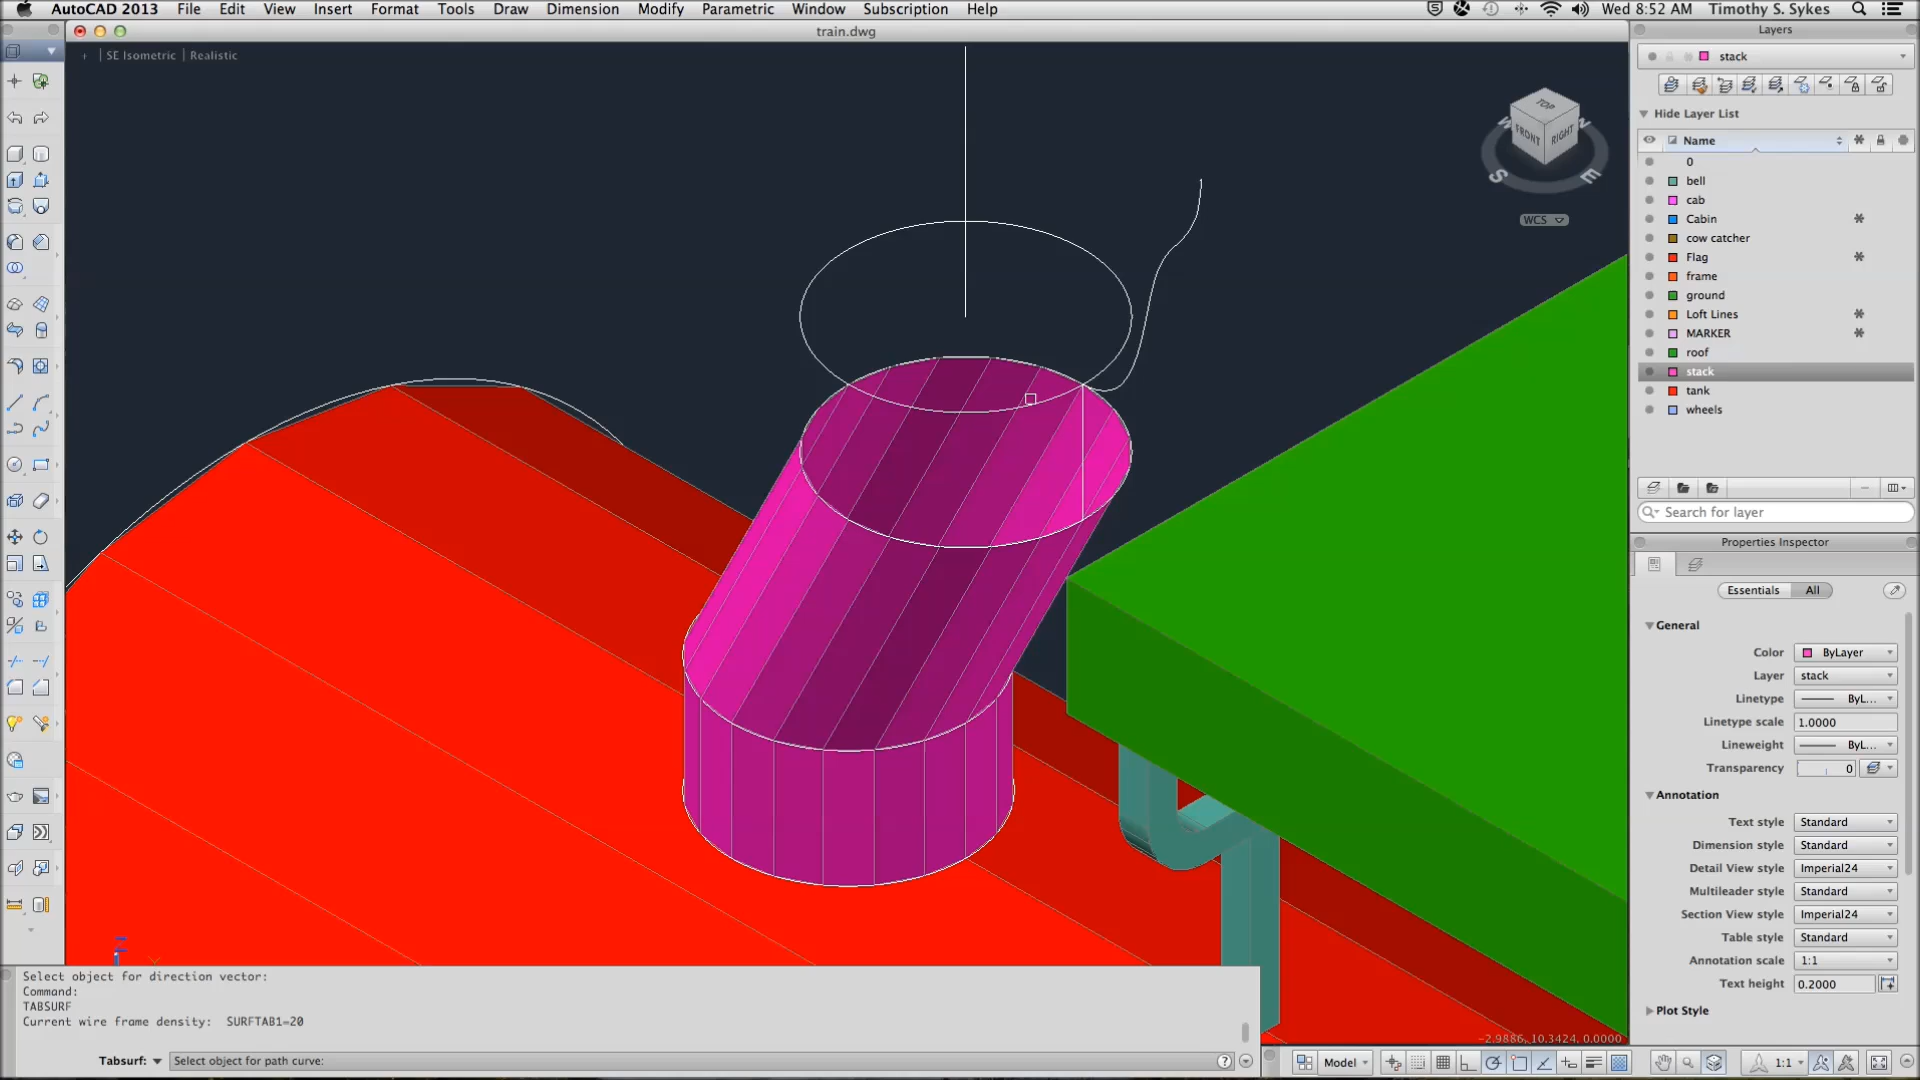 AutoCAD 2013 File Edit View Insert Format Tools Draw Dimension Modify Parametric Window Subscription Help
Wed 8:52 AM Timothy S. Sykes
train.dwg
+ | SE Isometric | Realistic
TOP
FRONT
RIGHT
W
N
S
E
WCS
Layers
stack
Hide Layer List
Name
0
bell
cab
Cabin
cow catcher
Flag
frame
ground
Loft Lines
MARKER
roof
stack
tank
wheels
Search for layer
Properties Inspector
Essentials All
General
Color ByLayer
Layer stack
Linetype ByL...
Linetype scale 1.0000
Lineweight ByL...
Transparency 0
Annotation
Text style Standard
Dimension style Standard
Detail View style Imperial24
Multileader style Standard
Section View style Imperial24
Table style Standard
Annotation scale 1:1
Text height 0.2000
Plot Style
Select object for direction vector:
Command:
TABSURF
Current wire frame density:  SURFTAB1=20
Tabsurf: Select object for path curve:
-2.9886, 10.3424, 0.0000
Model
1:1